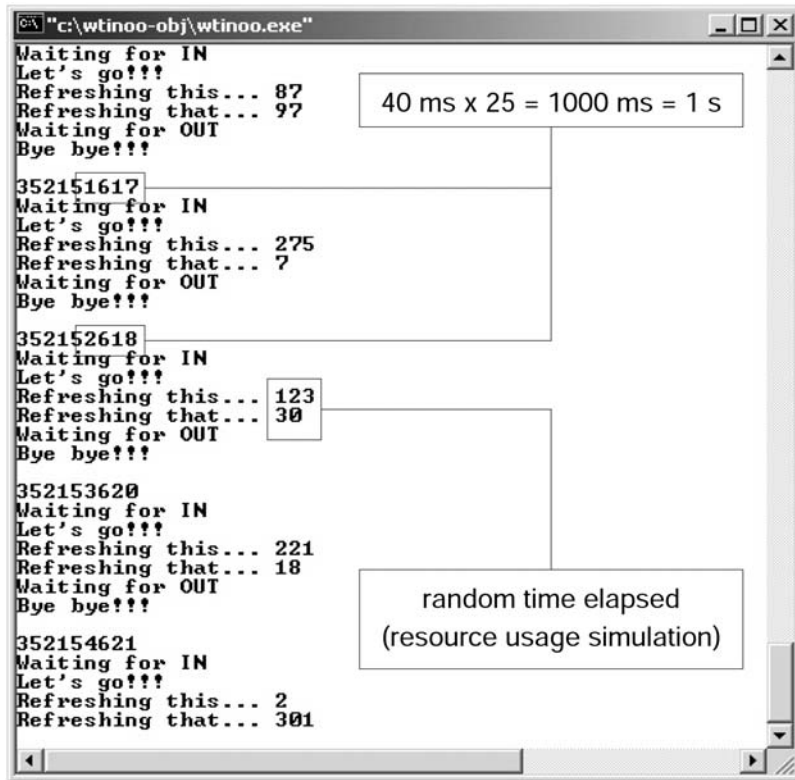 "c:\wtinoo-obj\wtinoo.exe"
Waiting for IN
Let's go!!!
Refreshing this... 87
Refreshing that... 97
Waiting for OUT
Bye bye!!!
40 ms x 25 = 1000 ms = 1 s
352151617
Waiting for IN
Let's go!!!
Refreshing this... 275
Refreshing that... 7
Waiting for OUT
Bye bye!!!
352152618
Waiting for IN
Let's go!!!
Refreshing this... 123
Refreshing that... 30
Waiting for OUT
Bye bye!!!
352153620
Waiting for IN
Let's go!!!
Refreshing this... 221
Refreshing that... 18
Waiting for OUT
Bye bye!!!
random time elapsed
(resource usage simulation)
352154621
Waiting for IN
Let's go!!!
Refreshing this... 2
Refreshing that... 301